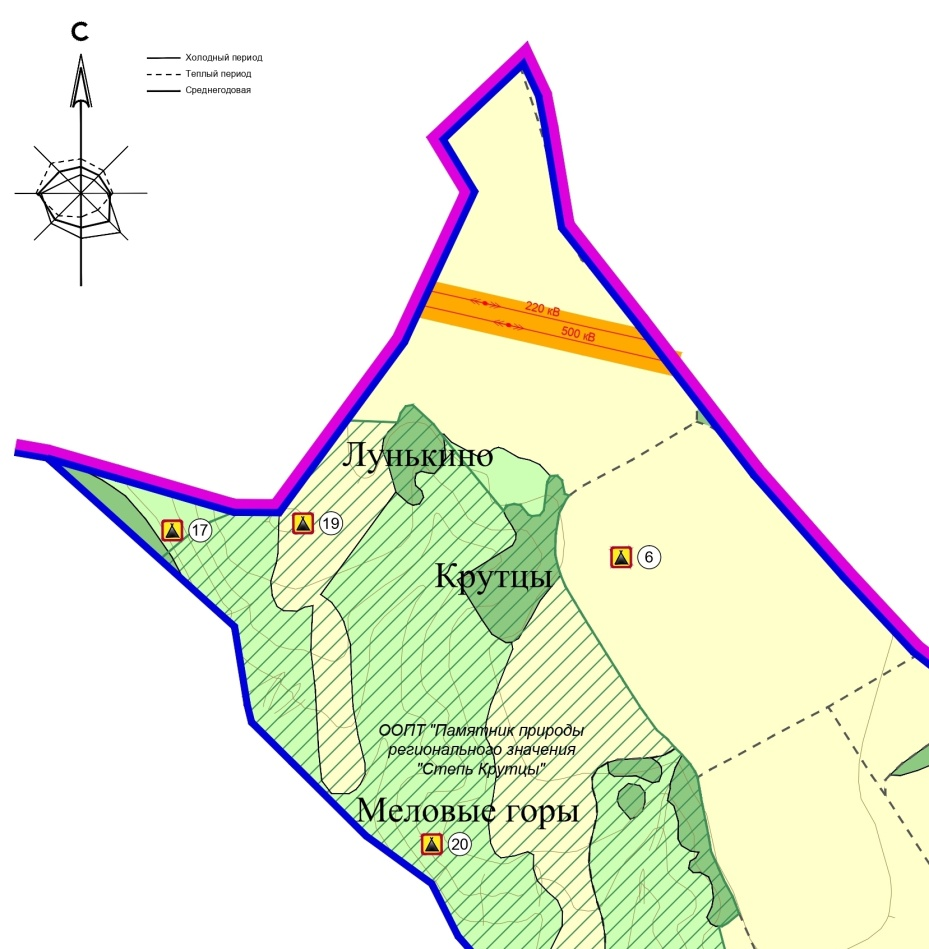 С
Холодный период
Теплый период
Среднегодовая
220 кВ
500 кВ
Лунькино
17
19
6
Крутцы
ООПТ "Памятник природы
регионального значения
"Степь Крутцы"
Меловые горы
20